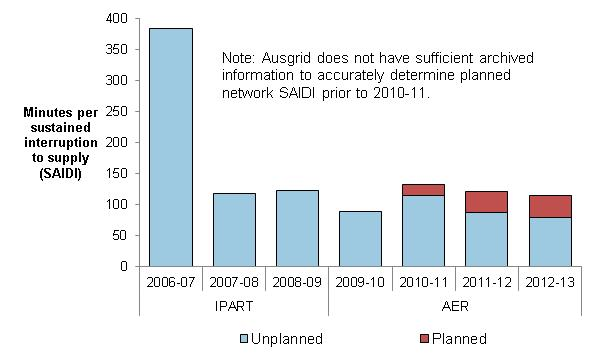 400
350
300
250
200
150
100
50
0
Minutes per
sustained
interruption
to supply
(SAIDI)
Note: Ausgrid does not have sufficient archived
information to accurately determine planned
network SAIDI prior to 2010-11.
2006-07 2007-08 2008-09 2009-10 2010-11 2011-12 2012-13
IPART AER
Unplanned Planned